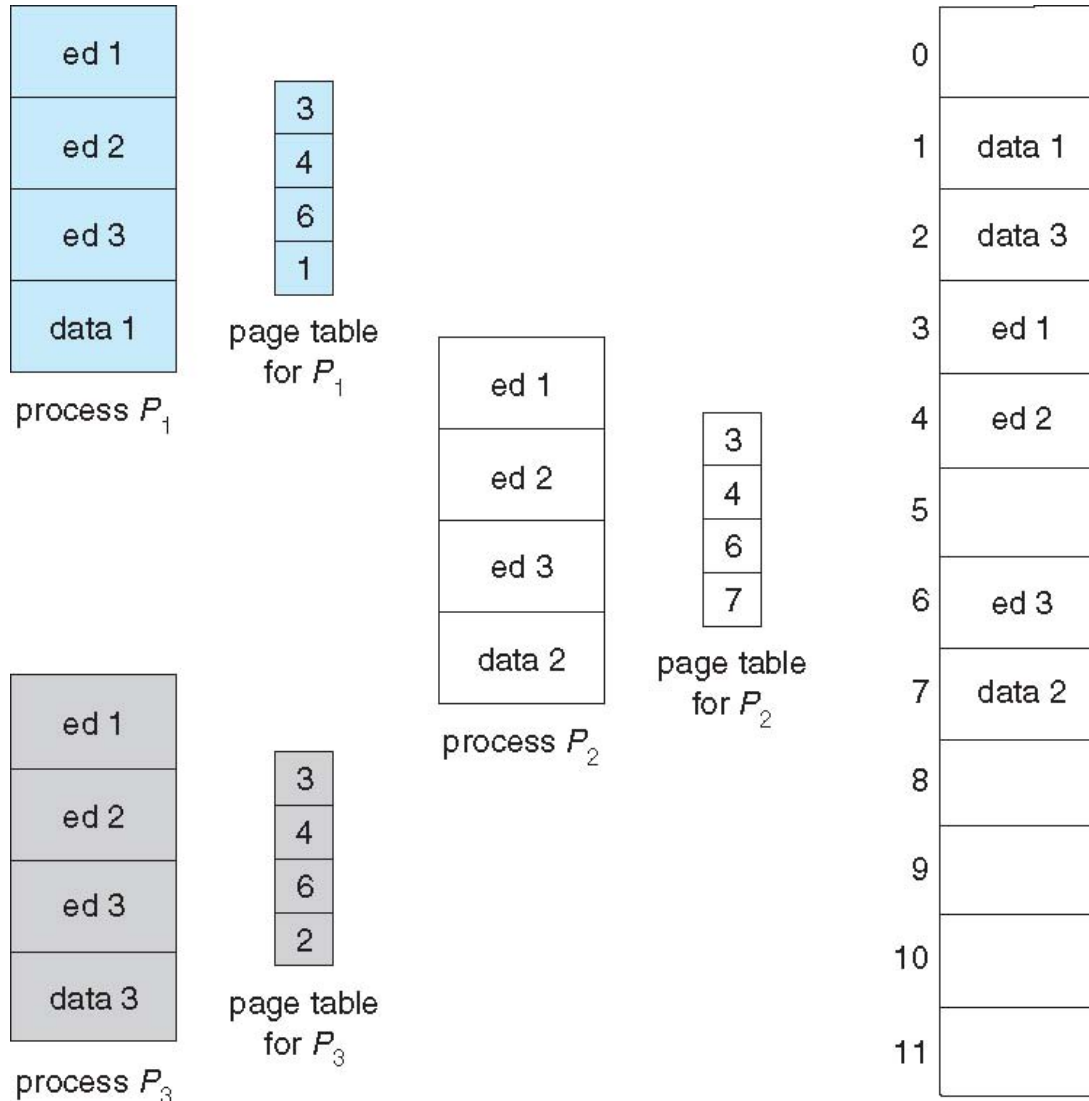 ed 1
ed 2
ed 3
data 1
process P1
3
4
6
1
page table
for P1
ed 1
ed 2
ed 3
data 2
process P2
3
4
6
7
page table
for P2
ed 1
ed 2
ed 3
data 3
process P3
3
4
6
2
page table
for P3
0
1 data 1
2 data 3
3 ed 1
4 ed 2
5
6 ed 3
7 data 2
8
9
10
11